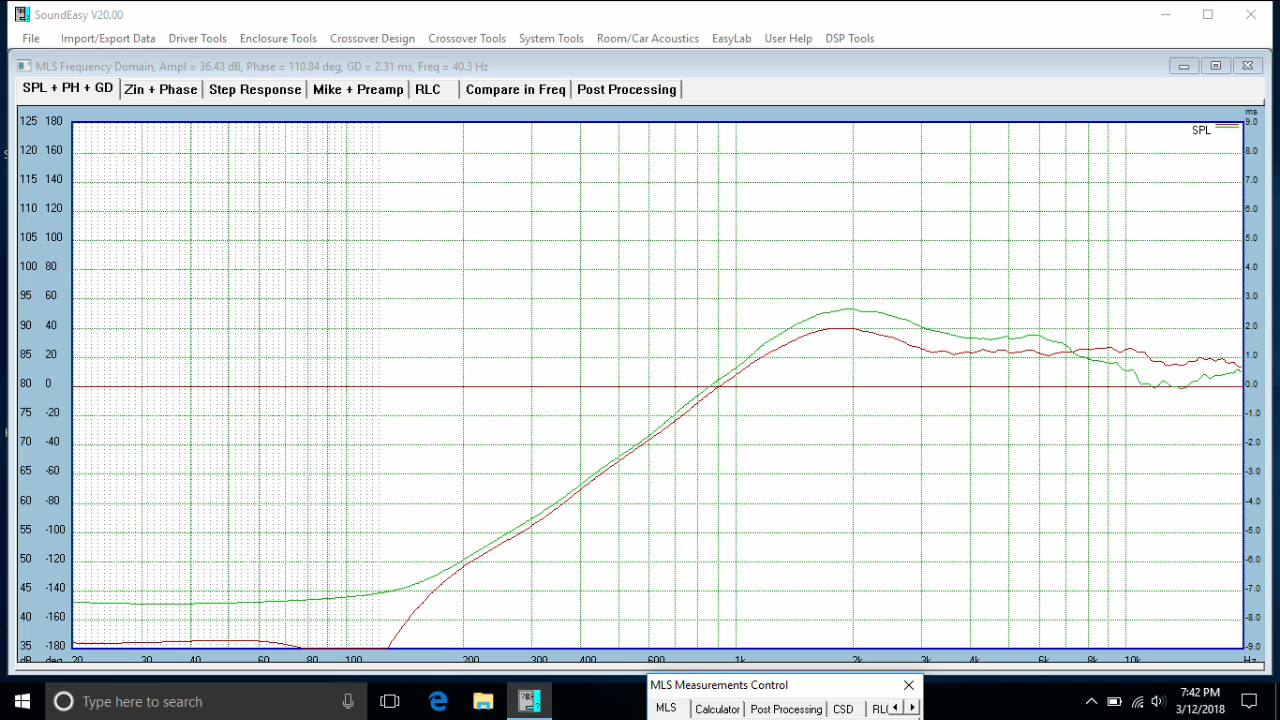 SoundEasy V20.00
File Import/Export Data Driver Tools Enclosure Tools Crossover Design Crossover Tools System Tools Room/Car Acoustics EasyLab User Help DSP Tools
MLS Frequency Domain, Ampl = 36.43 dB, Phase = 110.84 deg, GD = 2.31 ms, Freq = 40.3 Hz
SPL + PH + GD Zin + Phase Step Response Mike + Preamp RLC Compare in Freq Post Processing
ms
125 180 9.0
SPL
120 160 8.0
115 140 7.0
110 120 6.0
105 100 5.0
100 80 4.0
95 60 3.0
90 40 2.0
85 20 1.0
80 0 0.0
75 -20 -1.0
70 -40 -2.0
65 -60 -3.0
60 -80 -4.0
55 -100 -5.0
50 -120 -6.0
45 -140 -7.0
40 -160 -8.0
35 -180 -9.0
dB deg 20 30 40 60 80 100 200 300 400 600 1k 2k 3k 4k 6k 8k 10k Hz
MLS Measurements Control
MLS Calculator Post Processing CSD RLC
Type here to search
7:42 PM
3/12/2018